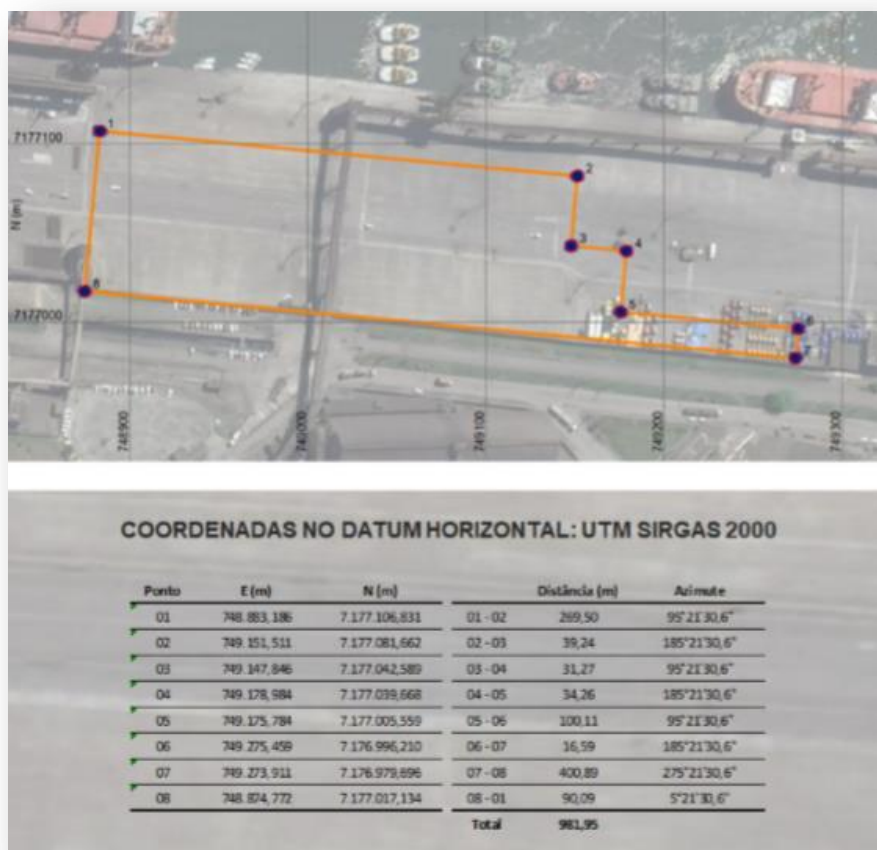 1
7177100
2
N (m)
3
4
8
5
7177000
6
7
748900
749000
749100
749200
749300
COORDENADAS NO DATUM HORIZONTAL: UTM SIRGAS 2000
Ponto E (m) N (m) Distância (m) Azimute
01 748.883,186 7.177.106,831 01 - 02 269,50 95°21'30,6"
02 749.151,511 7.177.081,662 02 - 03 39,24 185°21'30,6"
03 749.147,846 7.177.042,589 03 - 04 31,27 95°21'30,6"
04 749.178,984 7.177.039,668 04 - 05 34,26 185°21'30,6"
05 749.175,784 7.177.005,559 05 - 06 100,11 95°21'30,6"
06 749.275,459 7.176.996,210 06 - 07 16,59 185°21'30,6"
07 749.273,911 7.176.979,696 07 - 08 400,89 275°21'30,6"
08 748.874,772 7.177.017,134 08 - 01 90,09 5°21'30,6"
Total 981,95